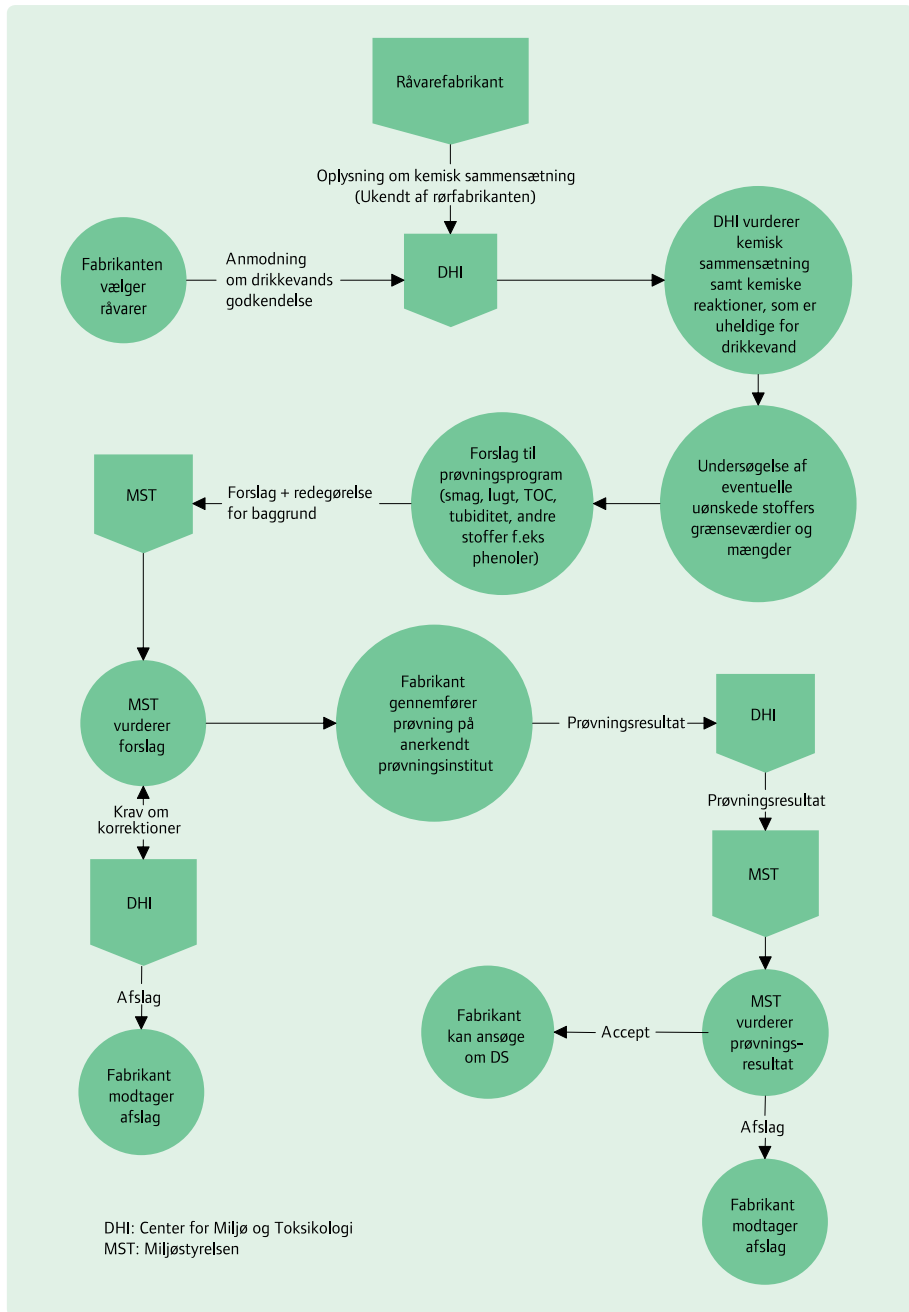 Råvarefabrikant
Oplysning om kemisk sammensætning
(Ukendt af rørfabrikanten)
Fabrikanten
vælger
råvarer
Anmodning
om drikkevands
godkendelse
DHI
DHI vurderer
kemisk
sammensætning
samt kemiske
reaktioner, som er
uheldige for
drikkevand
Undersøgelse af
eventuelle
uønskede stoffers
grænseværdier og
mængder
Forslag til
prøvningsprogram
(smag, lugt, TOC,
tubiditet, andre
stoffer f.eks
phenoler)
Forslag + redegørelse
for baggrund
MST
MST
vurderer
forslag
Fabrikant
gennemfører
prøvning på
anerkendt
prøvningsinstitut
Prøvningsresultat
DHI
Prøvningsresultat
MST
Krav om
korrektioner
DHI
Afslag
Fabrikant
modtager
afslag
MST
vurderer
prøvnings-
resultat
Accept
Fabrikant
kan ansøge
om DS
Afslag
Fabrikant
modtager
afslag
DHI: Center for Miljø og Toksikologi
MST: Miljøstyrelsen